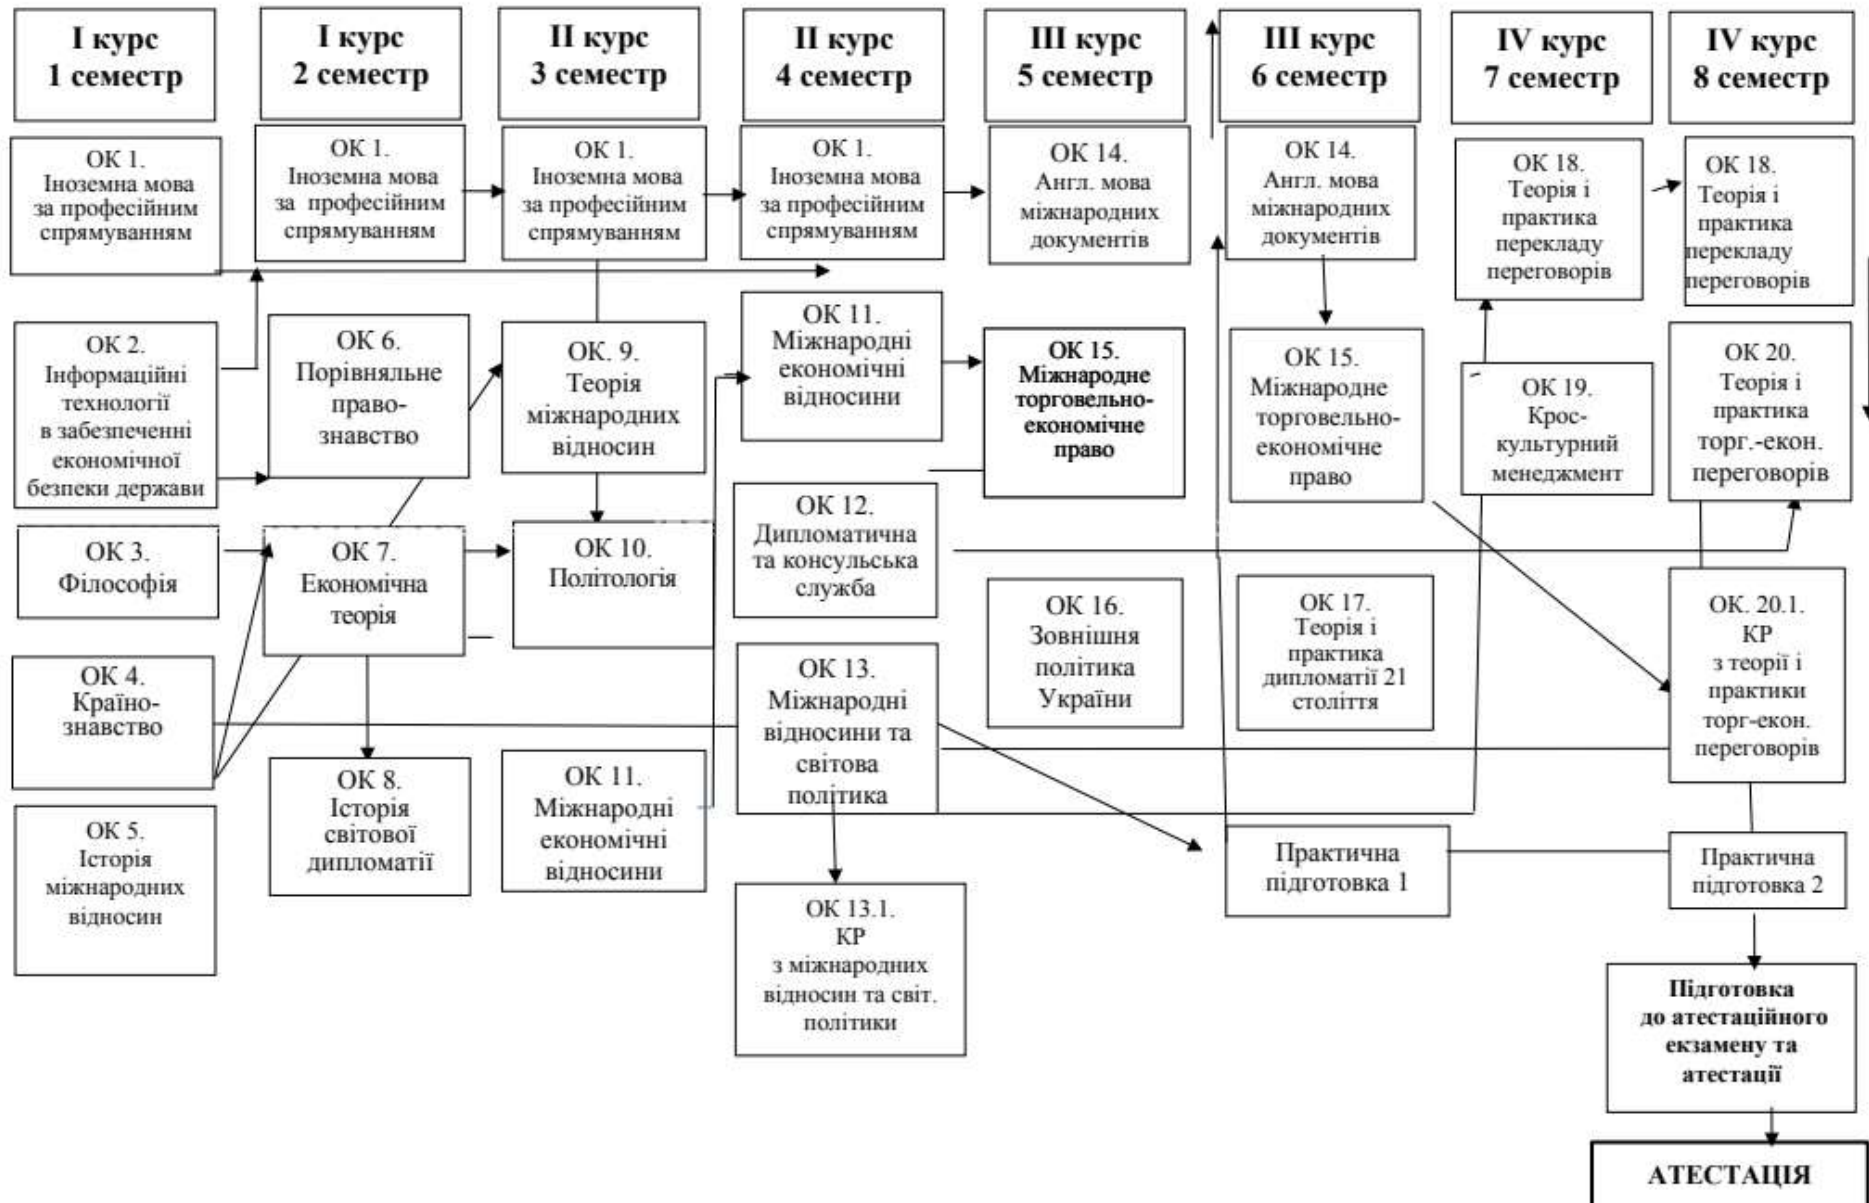 І курс
1 семестр
І курс
2 семестр
ІІ курс
3 семестр
ІІ курс
4 семестр
ІІІ курс
5 семестр
ІІІ курс
6 семестр
ІV курс
7 семестр
ІV курс
8 семестр
ОК 1.
Іноземна мова
за професійним
спрямуванням
ОК 1.
Іноземна мова
за професійним
спрямуванням
ОК 1.
Іноземна мова
за професійним
спрямуванням
ОК 1.
Іноземна мова
за професійним
спрямуванням
ОК 14.
Англ. мова
міжнародних
документів
ОК 14.
Англ. мова
міжнародних
документів
ОК 18.
Теорія і
практика
перекладу
переговорів
ОК 18.
Теорія і
практика
перекладу
переговорів
ОК 2.
Інформаційні
технології
в забезпеченні
економічної
безпеки держави
ОК 6.
Порівняльне
право-
знавство
ОК. 9.
Теорія
міжнародних
відносин
ОК 11.
Міжнародні
економічні
відносини
ОК 15.
Міжнародне
торговельно-
економічне
право
ОК 15.
Міжнародне
торговельно-
економічне
право
ОК 19.
Крос-
культурний
менеджмент
ОК 20.
Теорія і
практика
торг.-екон.
переговорів
ОК 3.
Філософія
ОК 7.
Економічна
теорія
ОК 10.
Політологія
ОК 12.
Дипломатична
та консульська
служба
ОК 16.
Зовнішня
політика
України
ОК 17.
Теорія і
практика
дипломатії 21
століття
ОК. 20.1.
КР
з теорії і
практики
торг-екон.
переговорів
ОК 4.
Країно-
знавство
ОК 8.
Історія
світової
дипломатії
ОК 11.
Міжнародні
економічні
відносини
ОК 13.
Міжнародні
відносини та
світова
політика
ОК 5.
Історія
міжнародних
відносин
ОК 13.1.
КР
з міжнародних
відносин та світ.
політики
Практична
підготовка 1
Практична
підготовка 2
Підготовка
до атестаційного
екзамену та
атестації
АТЕСТАЦІЯ